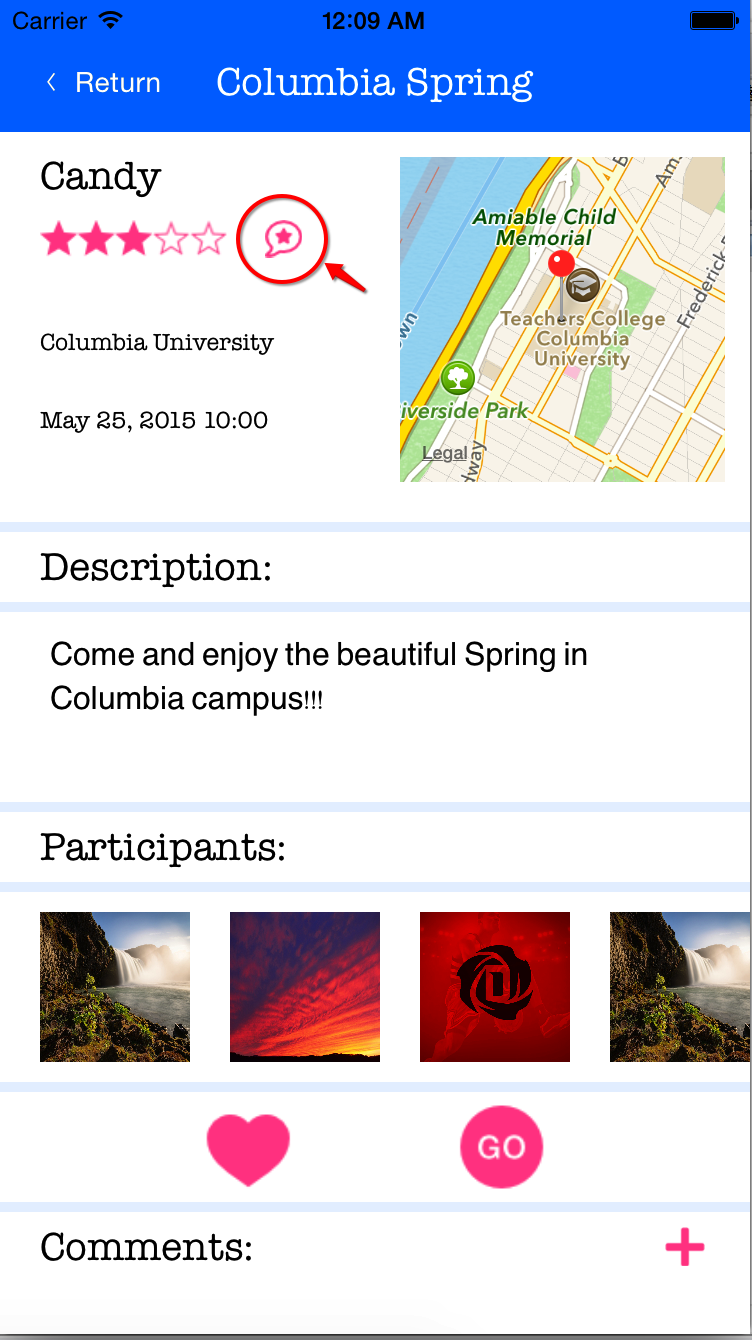 Carrier 12:09 AM
Return Columbia Spring
Candy
Columbia University
May 25, 2015 10:00
Amiable Child
Memorial
Teachers College
Columbia
University
Frederick
iverside Park
Legal
Description:
Come and enjoy the beautiful Spring in
Columbia campus!!!
Participants:
GO
Comments: